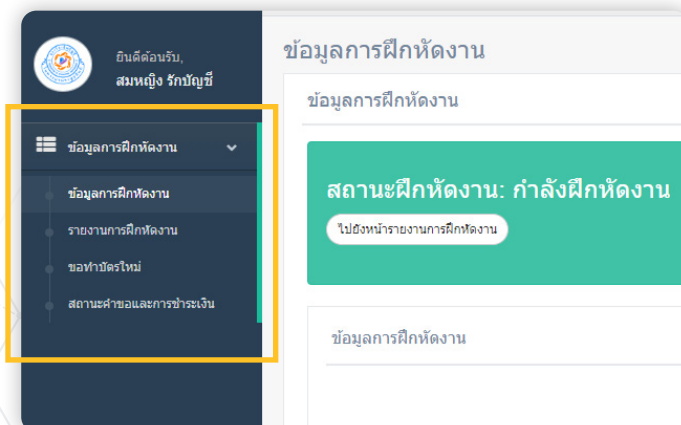 ยินดีต้อนรับ,
สมหญิง รักบัญชี
ข้อมูลการฝึกหัดงาน
ข้อมูลการฝึกหัดงาน
รายงานการฝึกหัดงาน
ขอทำบัตรใหม่
สถานะคำขอและการชำระเงิน
ข้อมูลการฝึกหัดงาน
ข้อมูลการฝึกหัดงาน
สถานะฝึกหัดงาน: กำลังฝึกหัดงาน
ไปยังหน้ารายงานการฝึกหัดงาน
ข้อมูลการฝึกหัดงาน